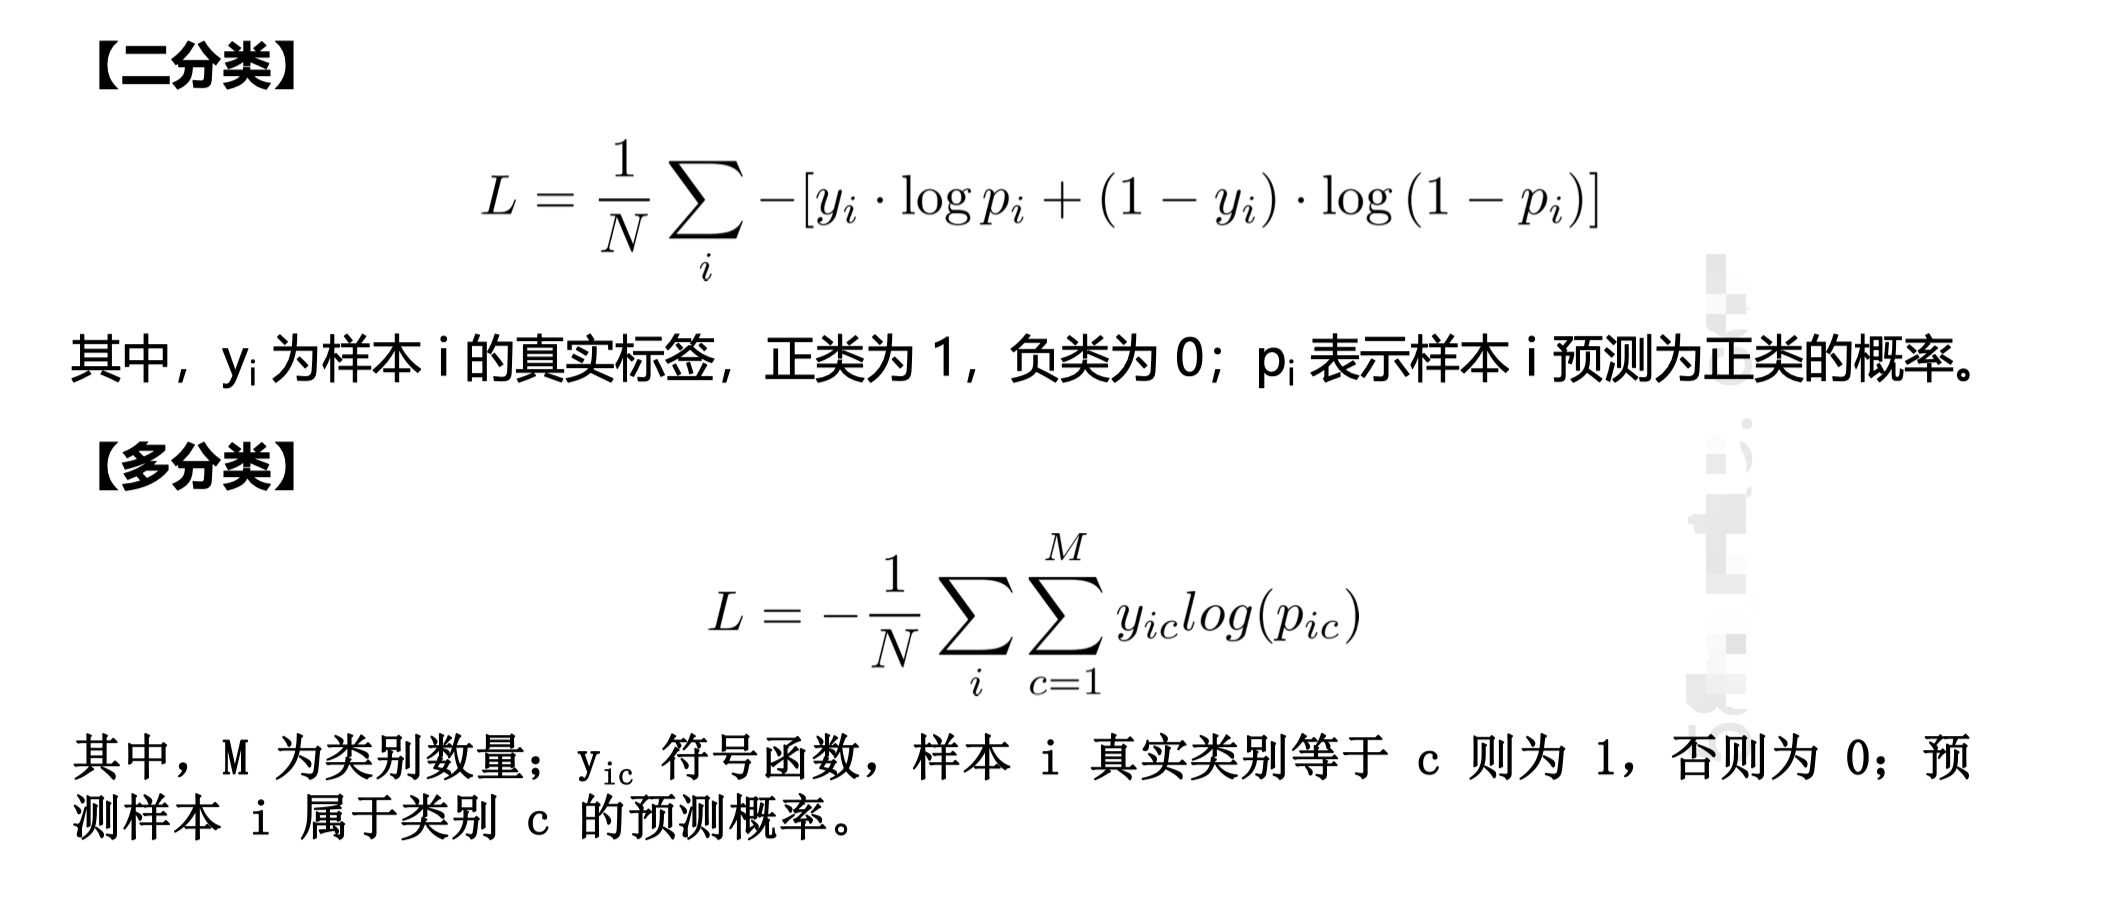 【二分类】
L = \frac{1}{N} \sum_{i} -[y_i \cdot \log p_i + (1 - y_i) \cdot \log (1 - p_i)]
其中，y_i 为样本 i 的真实标签，正类为 1，负类为 0；p_i 表示样本 i 预测为正类的概率。
【多分类】
L = -\frac{1}{N} \sum_{i} \sum_{c=1}^{M} y_{ic} log(p_{ic})
其中，M 为类别数量；y_{ic} 符号函数，样本 i 真实类别等于 c 则为 1，否则为 0；预
测样本 i 属于类别 c 的预测概率。